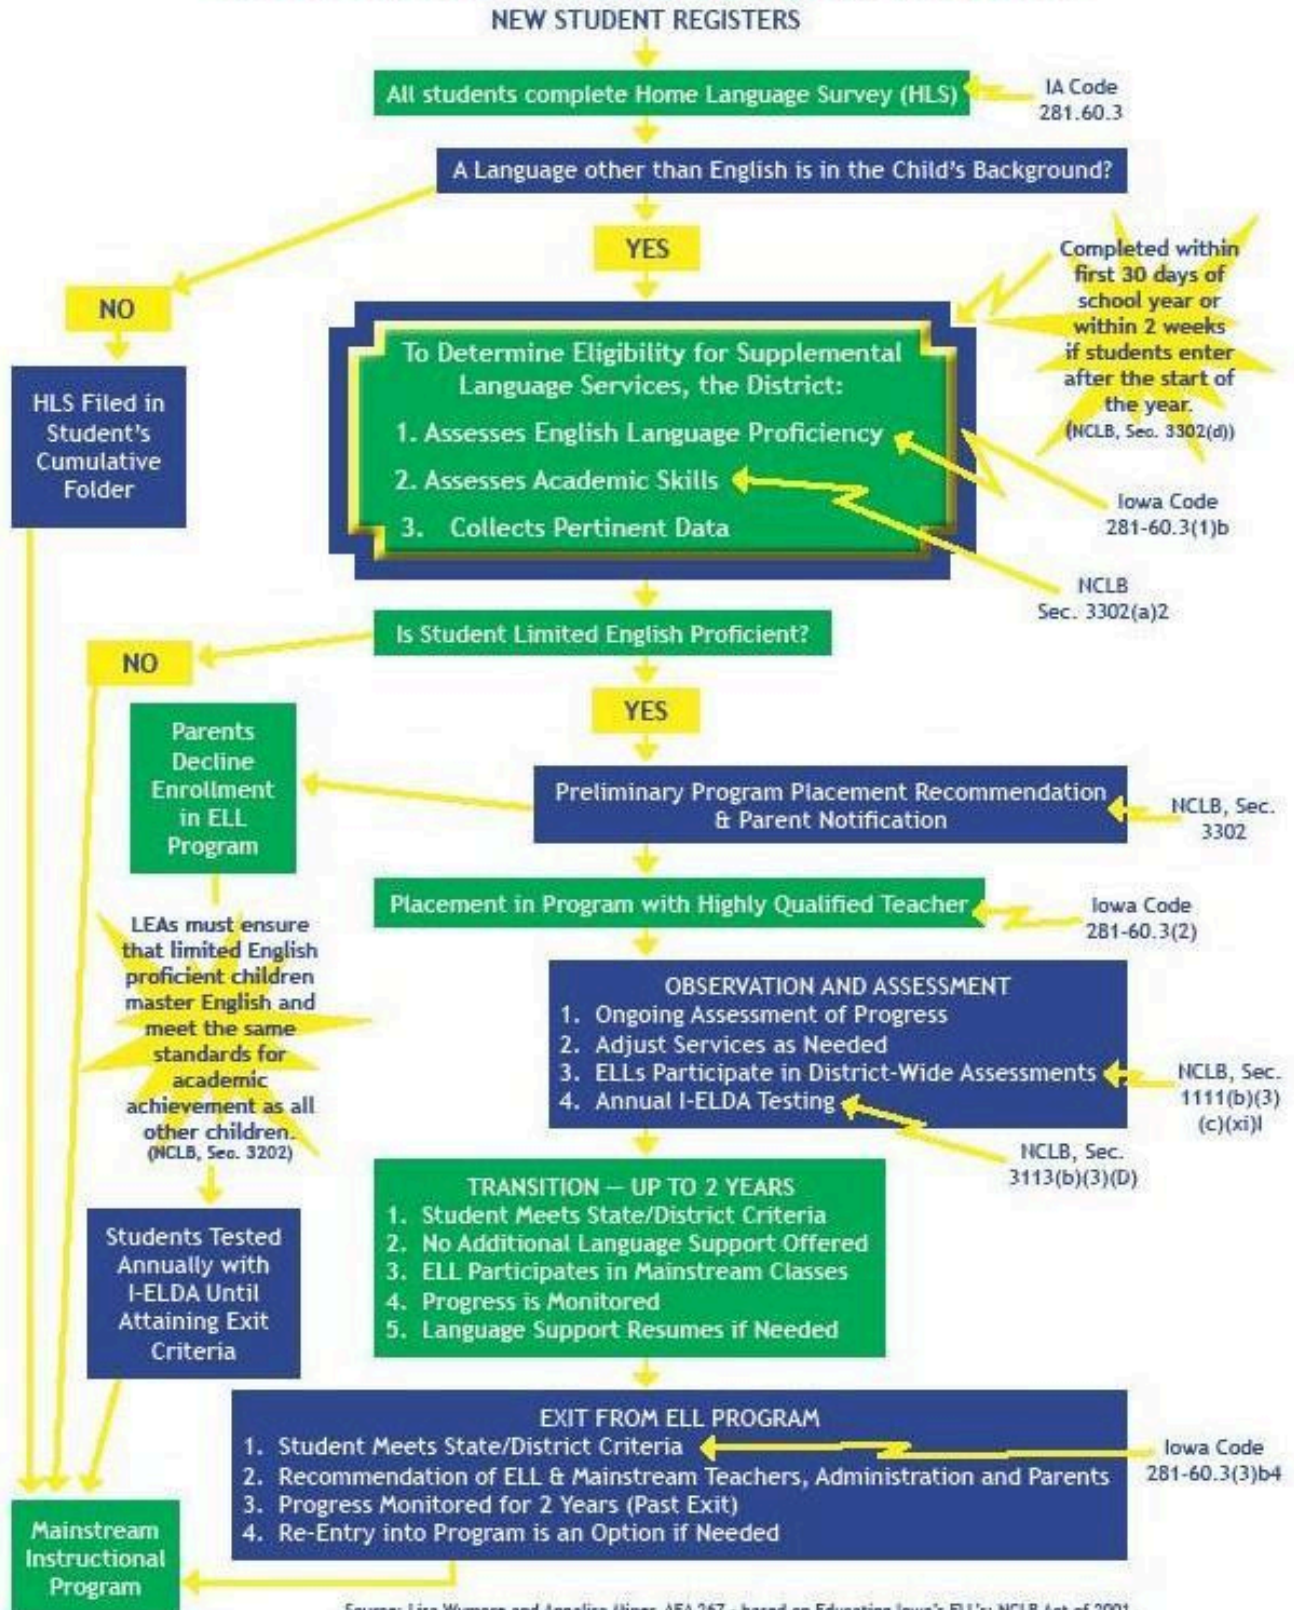 NEW STUDENT REGISTERS
All students complete Home Language Survey (HLS)
IA Code
281.60.3
A Language other than English is in the Child's Background?
YES
NO
Completed within
first 30 days of
school year or
within 2 weeks
if students enter
after the start of
the year.
(NCLB, Sec. 3302(d))
HLS Filed in
Student's
Cumulative
Folder
To Determine Eligibility for Supplemental
Language Services, the District:
1. Assesses English Language Proficiency
2. Assesses Academic Skills
3. Collects Pertinent Data
Iowa Code
281-60.3(1)b
NCLB
Sec. 3302(a)2
Is Student Limited English Proficient?
NO
YES
Parents
Decline
Enrollment
in ELL
Program
Preliminary Program Placement Recommendation
& Parent Notification
NCLB, Sec.
3302
Placement in Program with Highly Qualified Teacher
Iowa Code
281-60.3(2)
LEAs must ensure
that limited English
proficient children
master English and
meet the same
standards for
academic
achievement as all
other children.
(NCLB, Sec. 3202)
OBSERVATION AND ASSESSMENT
1. Ongoing Assessment of Progress
2. Adjust Services as Needed
3. ELLs Participate in District-Wide Assessments
4. Annual I-ELDA Testing
NCLB, Sec.
1111(b)(3)
(c)(xi)I
NCLB, Sec.
3113(b)(3)(D)
TRANSITION — UP TO 2 YEARS
1. Student Meets State/District Criteria
2. No Additional Language Support Offered
3. ELL Participates in Mainstream Classes
4. Progress is Monitored
5. Language Support Resumes if Needed
Students Tested
Annually with
I-ELDA Until
Attaining Exit
Criteria
EXIT FROM ELL PROGRAM
1. Student Meets State/District Criteria
2. Recommendation of ELL & Mainstream Teachers, Administration and Parents
3. Progress Monitored for 2 Years (Past Exit)
4. Re-Entry into Program is an Option if Needed
Iowa Code
281-60.3(3)b4
Mainstream
Instructional
Program